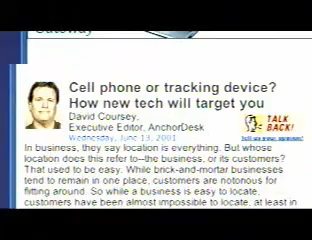 Gateway
Cell phone or tracking device?
How new tech will target you
David Coursey,
Executive Editor, AnchorDesk
Wednesday, June 13, 2001
TALK
BACK!
Tell us your opinion!
In business, they say location is everything. But whose
location does this refer to--the business, or its customers?
That used to be easy. While brick-and-mortar businesses
tend to remain in one place, customers are notorious for
flitting around. So while a business is easy to locate,
customers have been almost impossible to locate, at least in